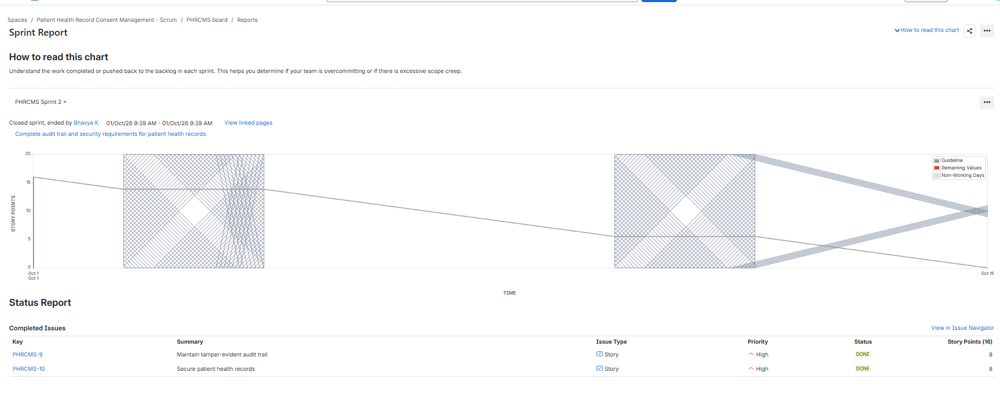 Spaces / Patient Health Record Consent Management - Scrum / PHRCMS board / Reports
Sprint Report
How to read this chart
•••
How to read this chart
Understand the work completed or pushed back to the backlog in each sprint. This helps you determine if your team is overcommitting or if there is excessive scope creep.
PHRCMS Sprint 2
•••
Closed sprint, ended by Bhavya K 01/Oct/26 9:39 AM - 01/Oct/26 9:39 AM View linked pages
Complete audit trail and security requirements for patient health records.
STORY POINTS
20
15
10
5
0
Guideline
Remaining Values
Non-Working Days
Oct 1
Oct 1
Oct 15
TIME
Status Report
Completed Issues View in Issue Navigator
Key Summary Issue Type Priority Status Story Points (16)
PHRCMS-9 Maintain tamper-evident audit trail Story High DONE 8
PHRCMS-10 Secure patient health records Story High DONE 8